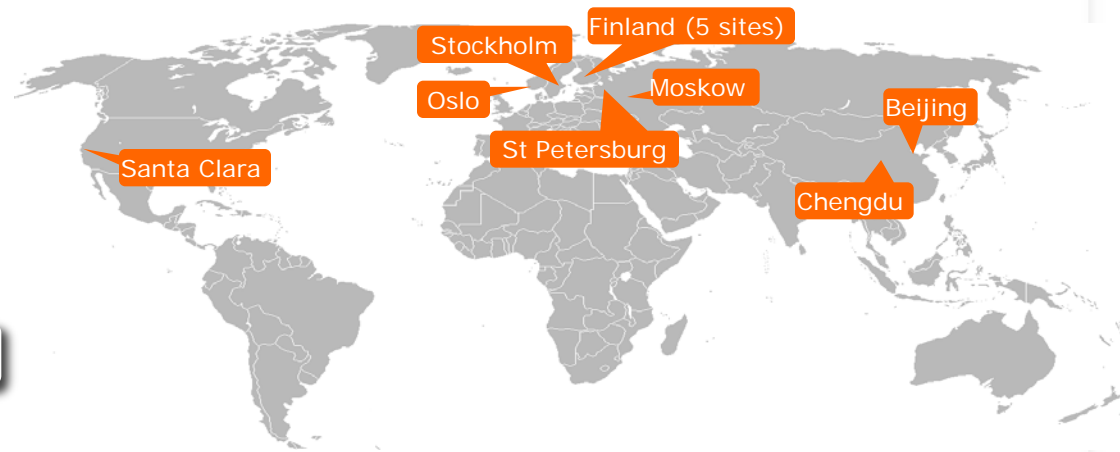 Finland (5 sites)
Stockholm
Moskow
Oslo
Beijing
St Petersburg
Santa Clara
Chengdu